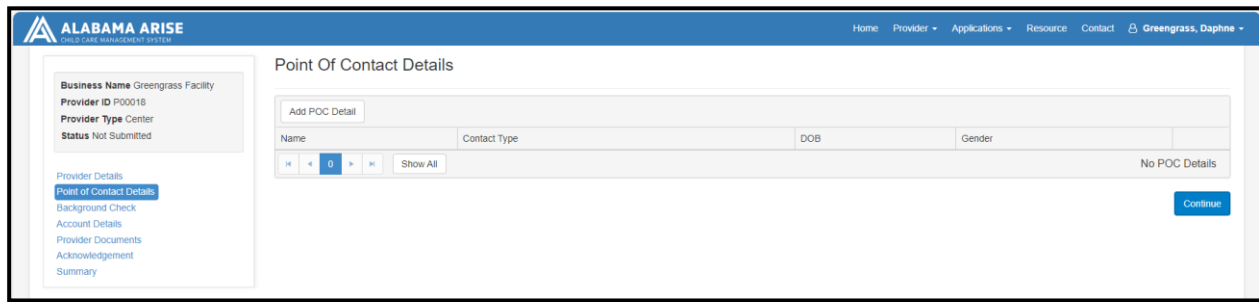 ALABAMA ARISE
CHILD CARE MANAGEMENT SYSTEM
Home Provider Applications Resource Contact Greengrass, Daphne
Business Name Greengrass Facility
Provider ID P00018
Provider Type Center
Status Not Submitted
Provider Details
Point of Contact Details
Background Check
Account Details
Provider Documents
Acknowledgement
Summary
Point Of Contact Details
Add POC Detail
Name Contact Type DOB Gender
0 Show All No POC Details
Continue